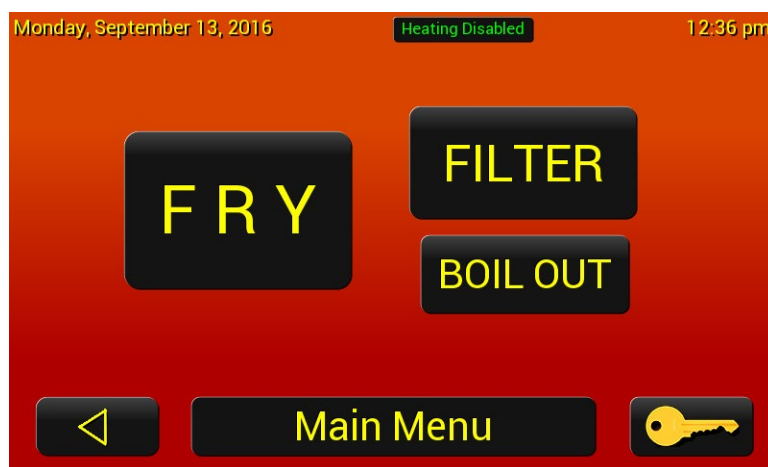 Monday, September 13, 2016 Heating Disabled 12:36 pm
F R Y
FILTER
BOIL OUT
Main Menu